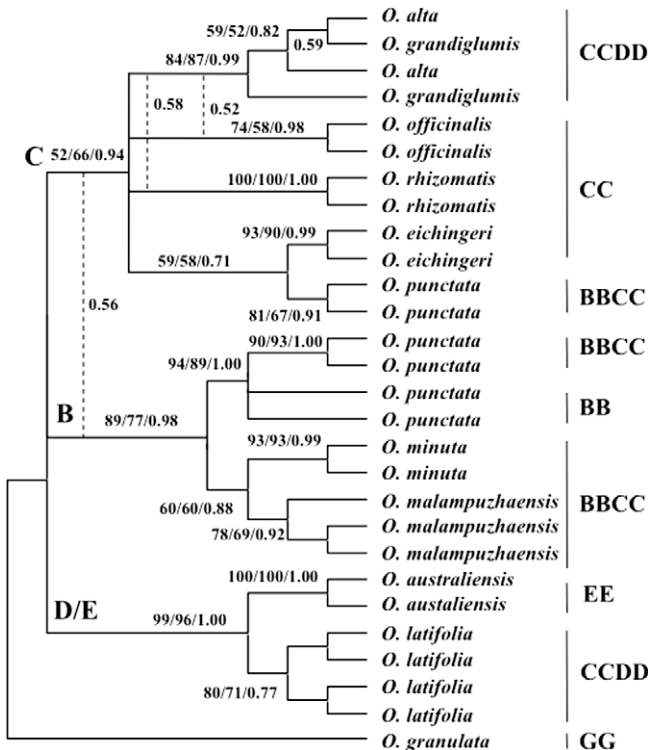 O. alta
59/52/0.82
0.59
O. grandiglumis
84/87/0.99
O. alta
CCDD
O. grandiglumis
0.58
0.52
O. officinalis
74/58/0.98
C
52/66/0.94
O. officinalis
O. rhizomatis
100/100/1.00
CC
O. rhizomatis
O. eichingeri
93/90/0.99
O. eichingeri
59/58/0.71
O. punctata
0.56
BBCC
81/67/0.91
O. punctata
90/93/1.00
O. punctata
BBCC
94/89/1.00
O. punctata
O. punctata
BB
B
89/77/0.98
O. punctata
93/93/0.99
O. minuta
O. minuta
O. malampuzhaensis
BBCC
60/60/0.88
O. malampuzhaensis
78/69/0.92
O. malampuzhaensis
100/100/1.00
O. australiensis
EE
D/E
99/96/1.00
O. austaliensis
O. latifolia
O. latifolia
CCDD
80/71/0.77
O. latifolia
O. latifolia
O. granulata
GG